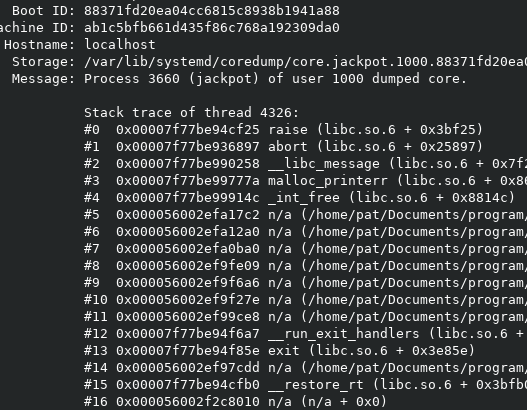 Boot ID: 88371fd20ea04cc6815c8938b1941a88
achine ID: ab1c5bfb661d435f86c768a192309da0
Hostname: localhost
Storage: /var/lib/systemd/coredump/core.jackpot.1000.88371fd20ea0
Message: Process 3660 (jackpot) of user 1000 dumped core.
Stack trace of thread 4326:
#0 0x00007f77be94cf25 raise (libc.so.6 + 0x3bf25)
#1 0x00007f77be936897 abort (libc.so.6 + 0x25897)
#2 0x00007f77be990258 __libc_message (libc.so.6 + 0x7f2
#3 0x00007f77be99777a malloc_printerr (libc.so.6 + 0x86
#4 0x00007f77be99914c _int_free (libc.so.6 + 0x8814c)
#5 0x000056002efa17c2 n/a (/home/pat/Documents/program/
#6 0x000056002efa12a0 n/a (/home/pat/Documents/program/
#7 0x000056002efa0ba0 n/a (/home/pat/Documents/program/
#8 0x000056002ef9fe09 n/a (/home/pat/Documents/program/
#9 0x000056002ef9f6a6 n/a (/home/pat/Documents/program/
#10 0x000056002ef9f27e n/a (/home/pat/Documents/program/
#11 0x000056002ef99ce8 n/a (/home/pat/Documents/program/
#12 0x00007f77be94f6a7 __run_exit_handlers (libc.so.6 +
#13 0x00007f77be94f85e exit (libc.so.6 + 0x3e85e)
#14 0x000056002ef97cdd n/a (/home/pat/Documents/program/
#15 0x00007f77be94cfb0 __restore_rt (libc.so.6 + 0x3bfb0
#16 0x000056002f2c8010 n/a (n/a + 0x0)